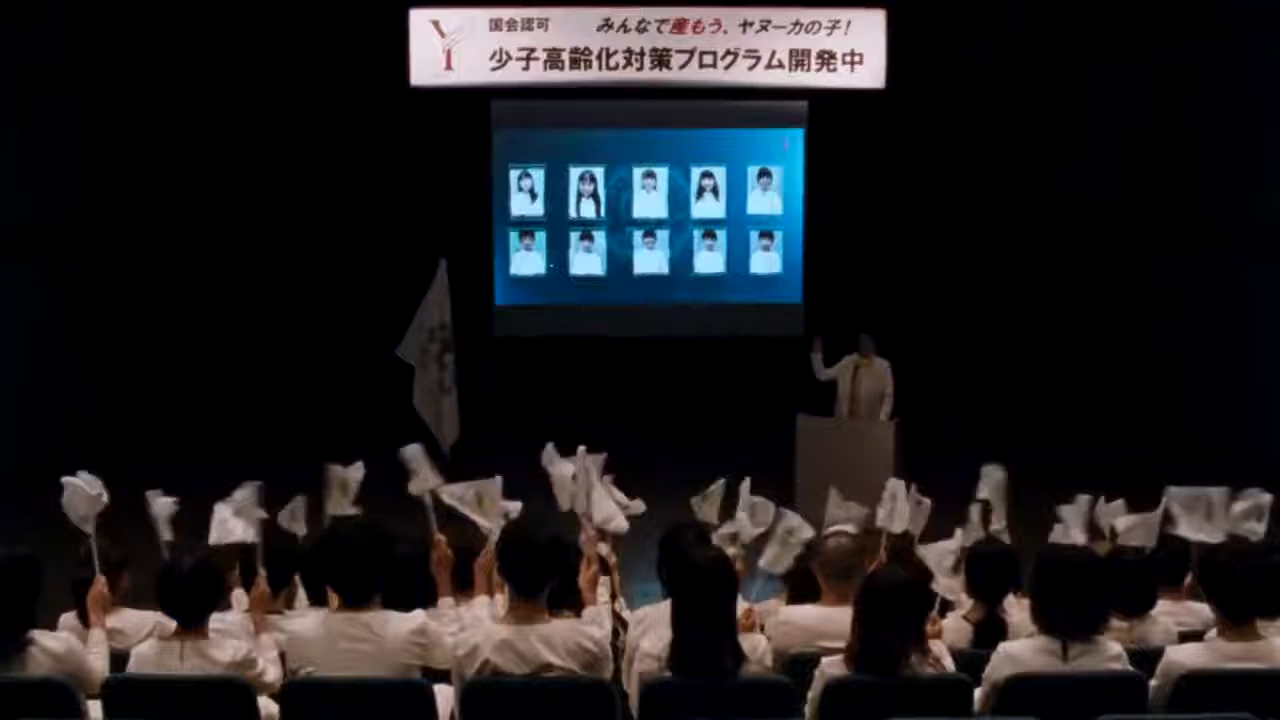 国会認可 みんなで産もう、ヤヌーカの子!
少子高齢化対策プログラム開発中